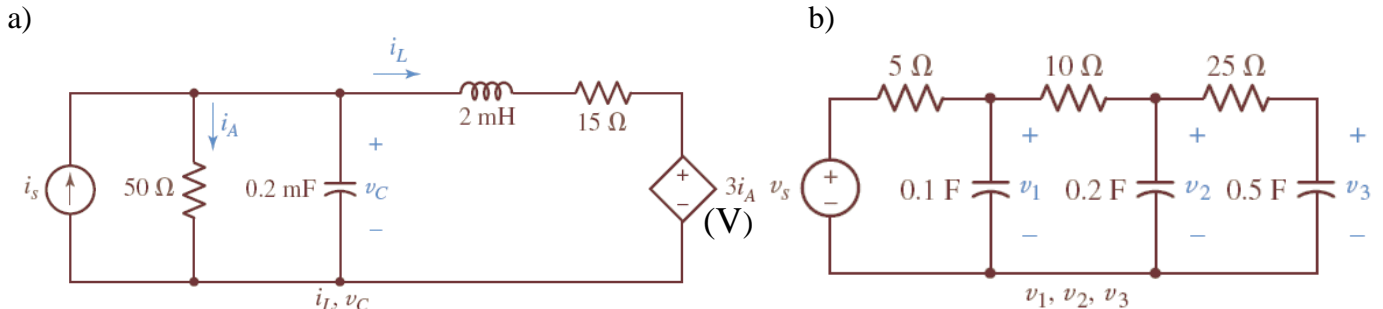 a)
i_L
2 mH
15 Ω
i_A
i_s
50 Ω
0.2 mF
+
v_C
−
+
−
3i_A
(V)
i_L, v_C
b)
5 Ω
10 Ω
25 Ω
v_s
+
−
0.1 F
+
v_1
−
0.2 F
+
v_2
−
0.5 F
+
v_3
−
v_1, v_2, v_3